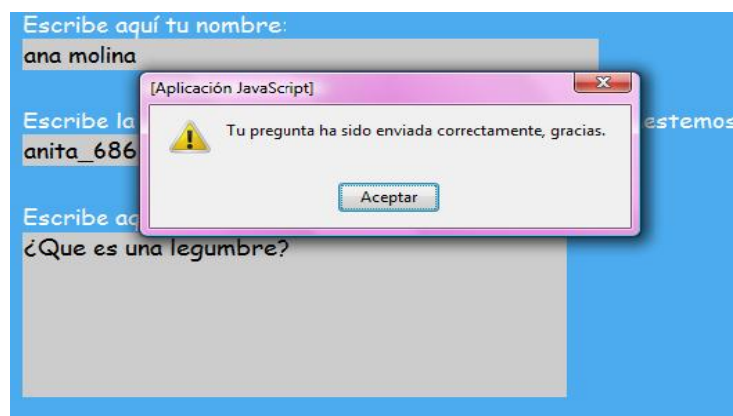 Escribe aquí tu nombre:
ana molina
[Aplicación JavaScript]
Escribe la
estemos
Tu pregunta ha sido enviada correctamente, gracias.
anita_686
Aceptar
Escribe
¿Que es una legumbre?